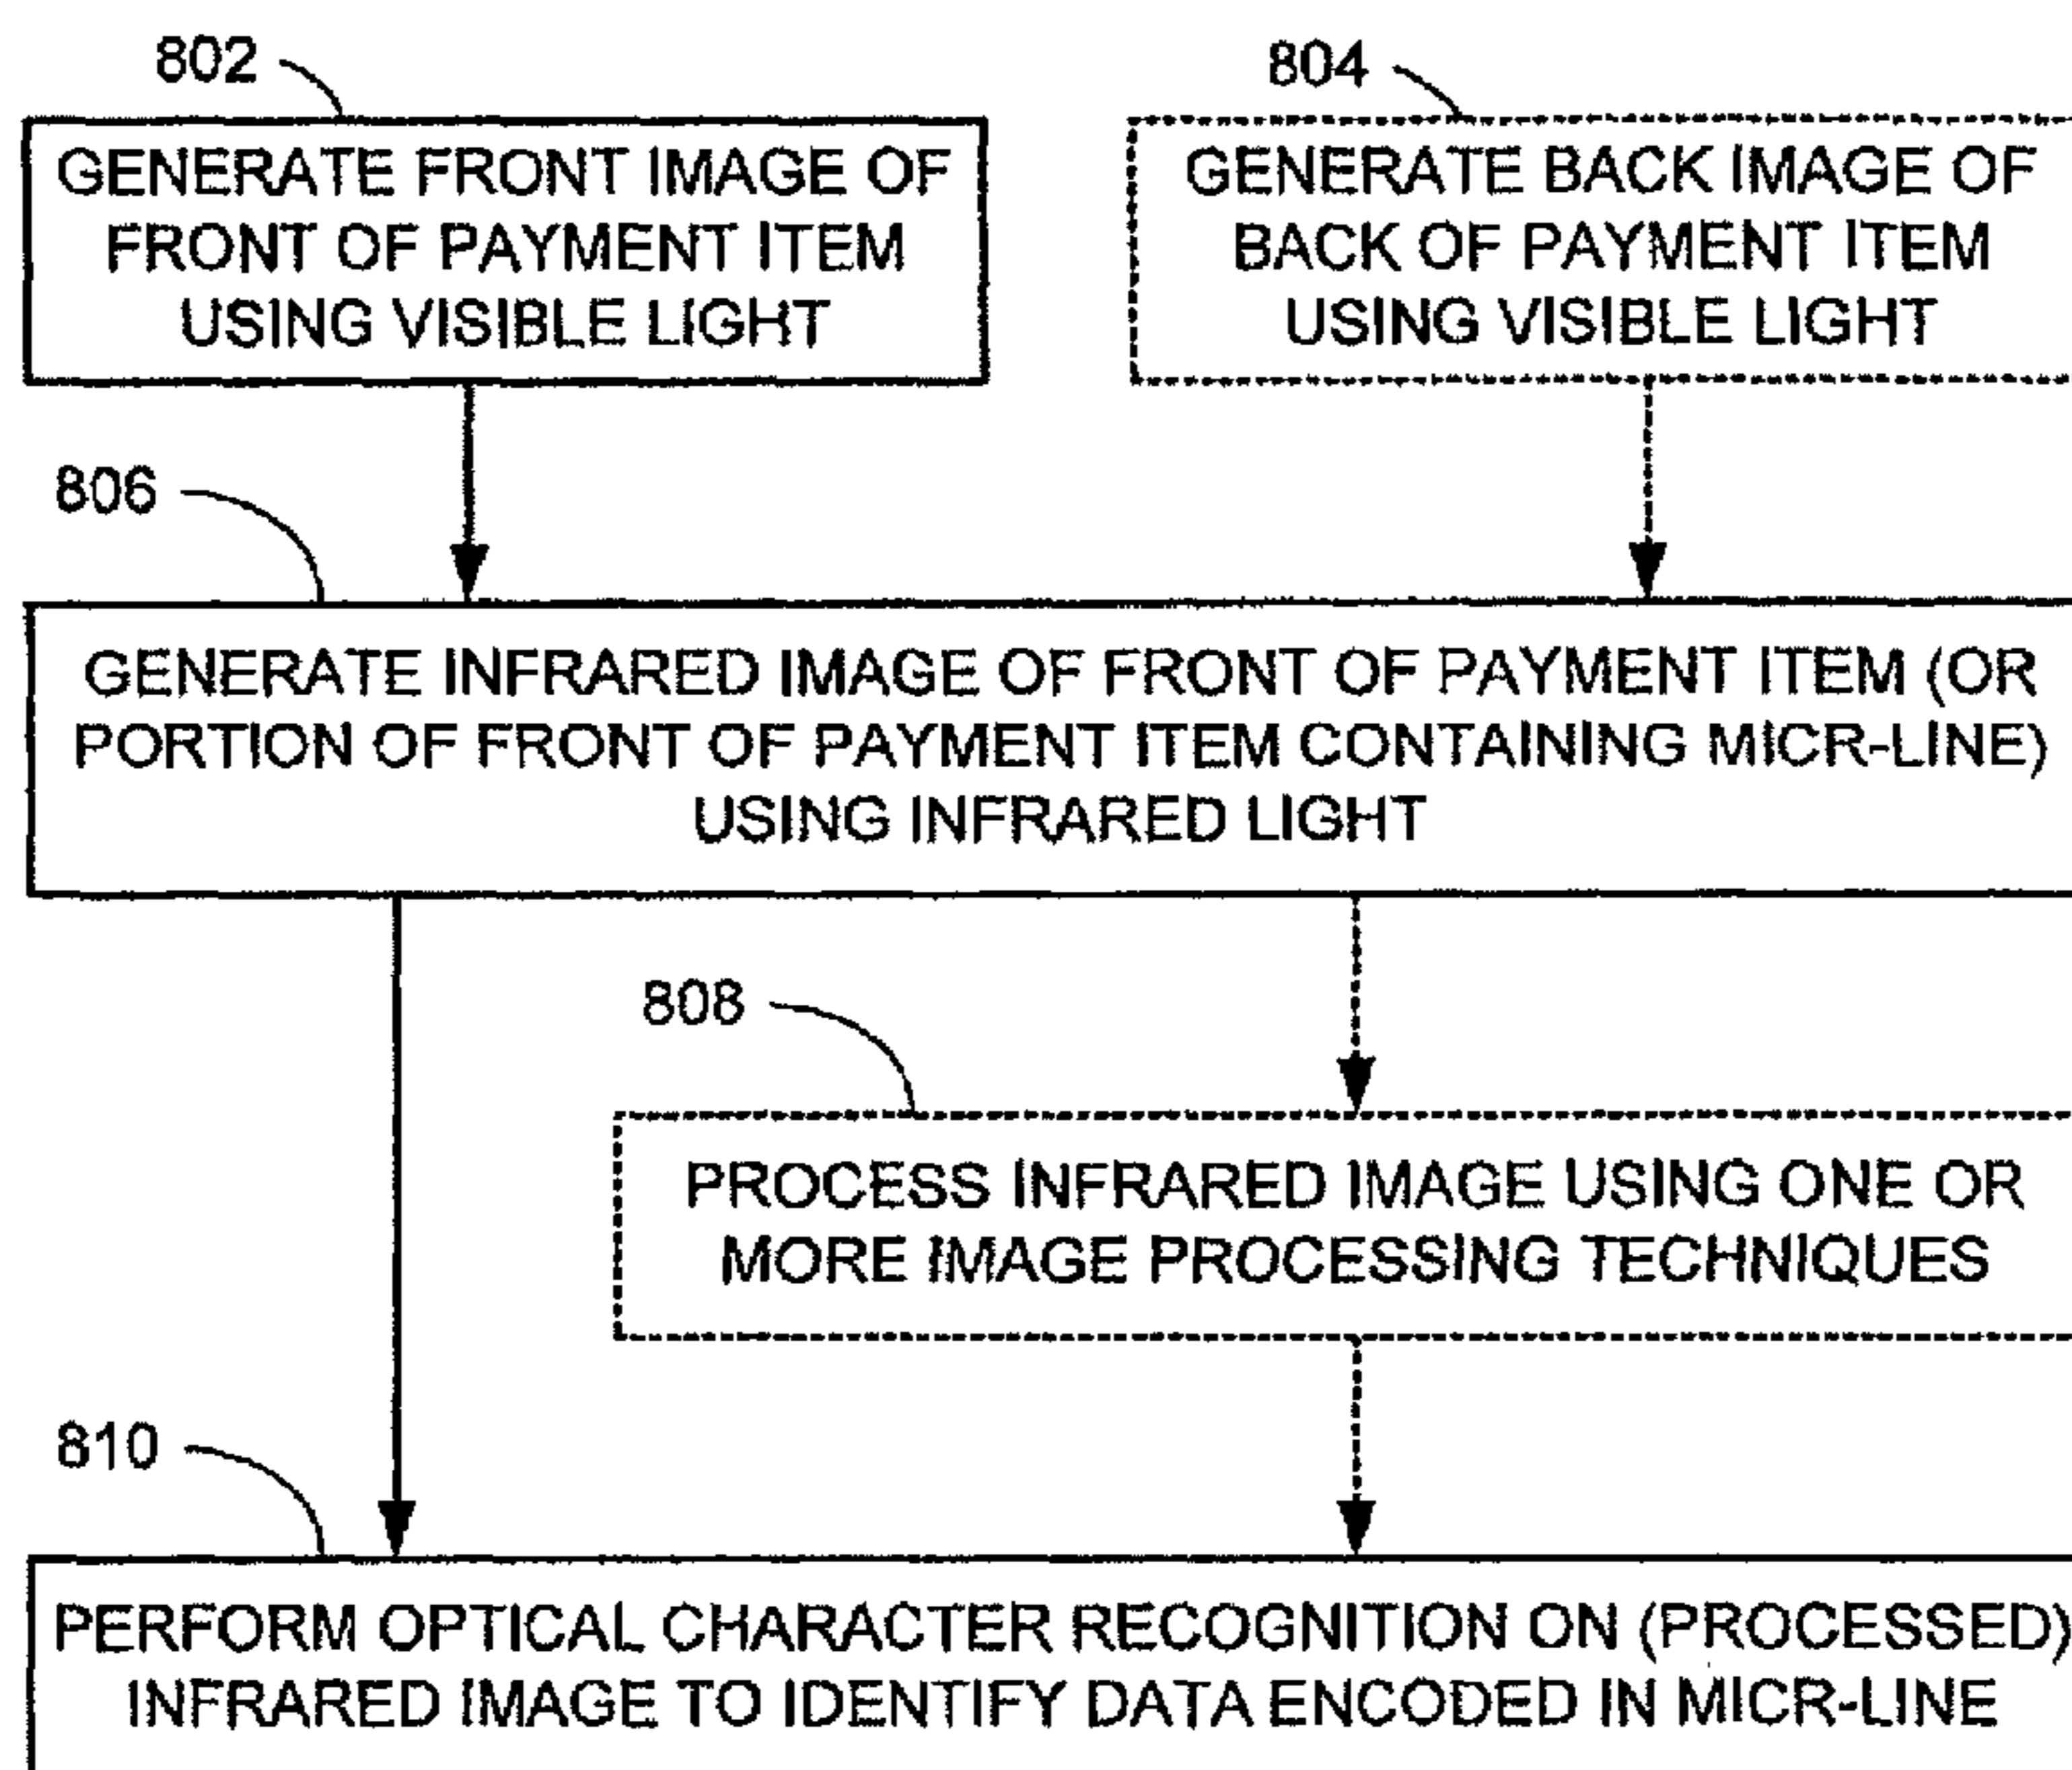 802
804
GENERATE FRONT IMAGE OF
FRONT OF PAYMENT ITEM
USING VISIBLE LIGHT
GENERATE BACK IMAGE OF
BACK OF PAYMENT ITEM
USING VISIBLE LIGHT
806
GENERATE INFRARED IMAGE OF FRONT OF PAYMENT ITEM (OR
PORTION OF FRONT OF PAYMENT ITEM CONTAINING MICR-LINE)
USING INFRARED LIGHT
808
PROCESS INFRARED IMAGE USING ONE OR
MORE IMAGE PROCESSING TECHNIQUES
810
PERFORM OPTICAL CHARACTER RECOGNITION ON (PROCESSED)
INFRARED IMAGE TO IDENTIFY DATA ENCODED IN MICR-LINE